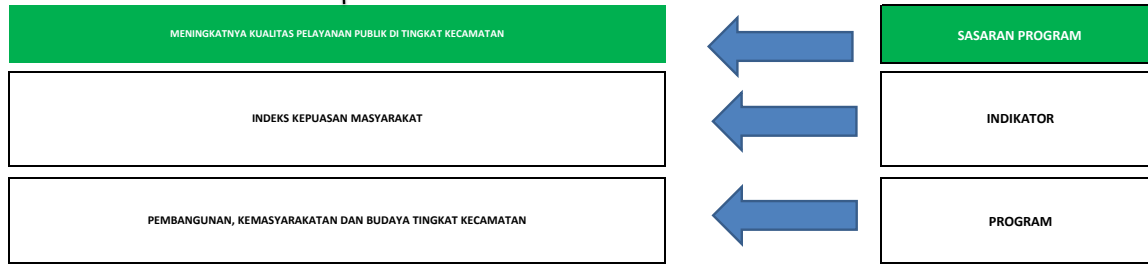 MENINGKATNYA KUALITAS PELAYANAN PUBLIK DI TINGKAT KECAMATAN
SASARAN PROGRAM
INDEKS KEPUASAN MASYARAKAT
INDIKATOR
PEMBANGUNAN, KEMASYARAKATAN DAN BUDAYA TINGKAT KECAMATAN
PROGRAM